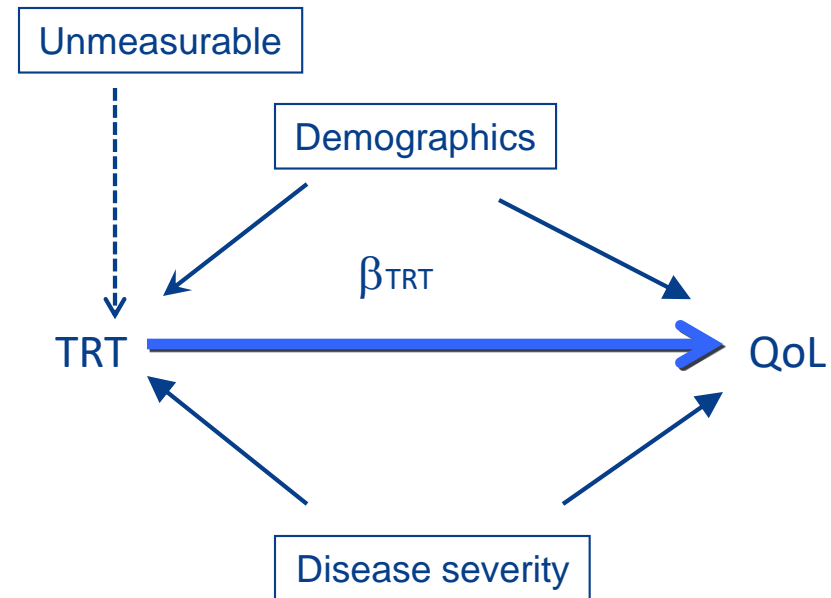 Unmeasurable
Demographics
βTRT
TRT
QoL
Disease severity